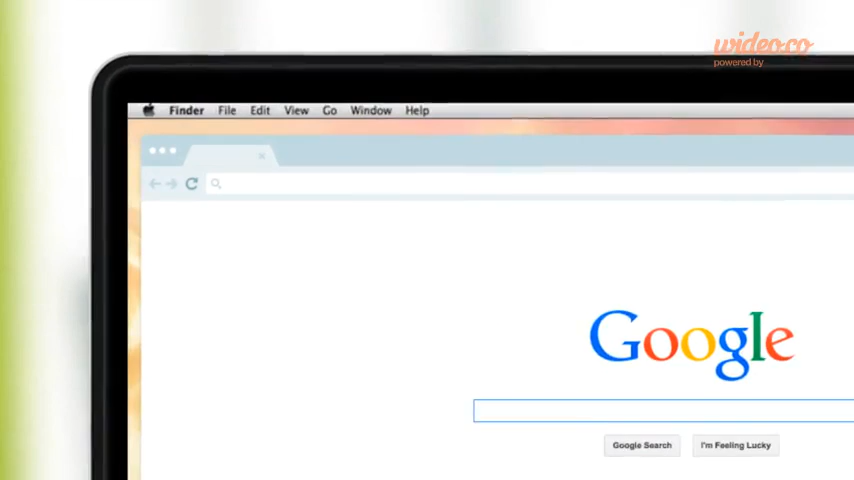 wideo.co
powered by
Finder File Edit View Go Window Help
Google
Google Search I'm Feeling Lucky